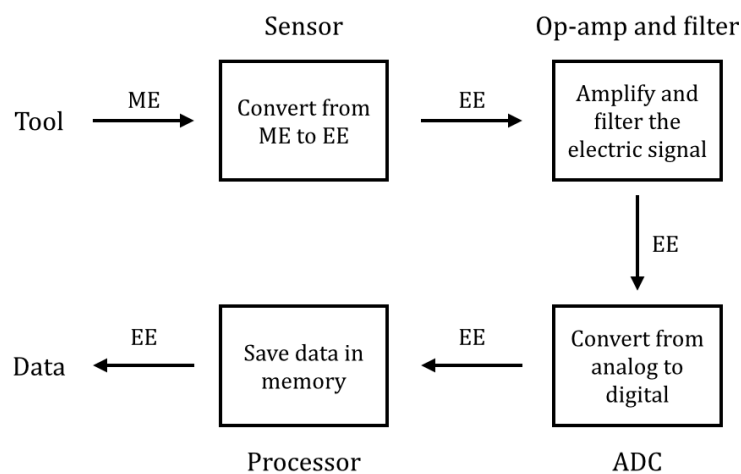 Sensor
Op-amp and filter
Tool
ME
Convert from
ME to EE
EE
Amplify and
filter the
electric signal
EE
Data
EE
Save data in
memory
EE
Convert from
analog to
digital
Processor
ADC